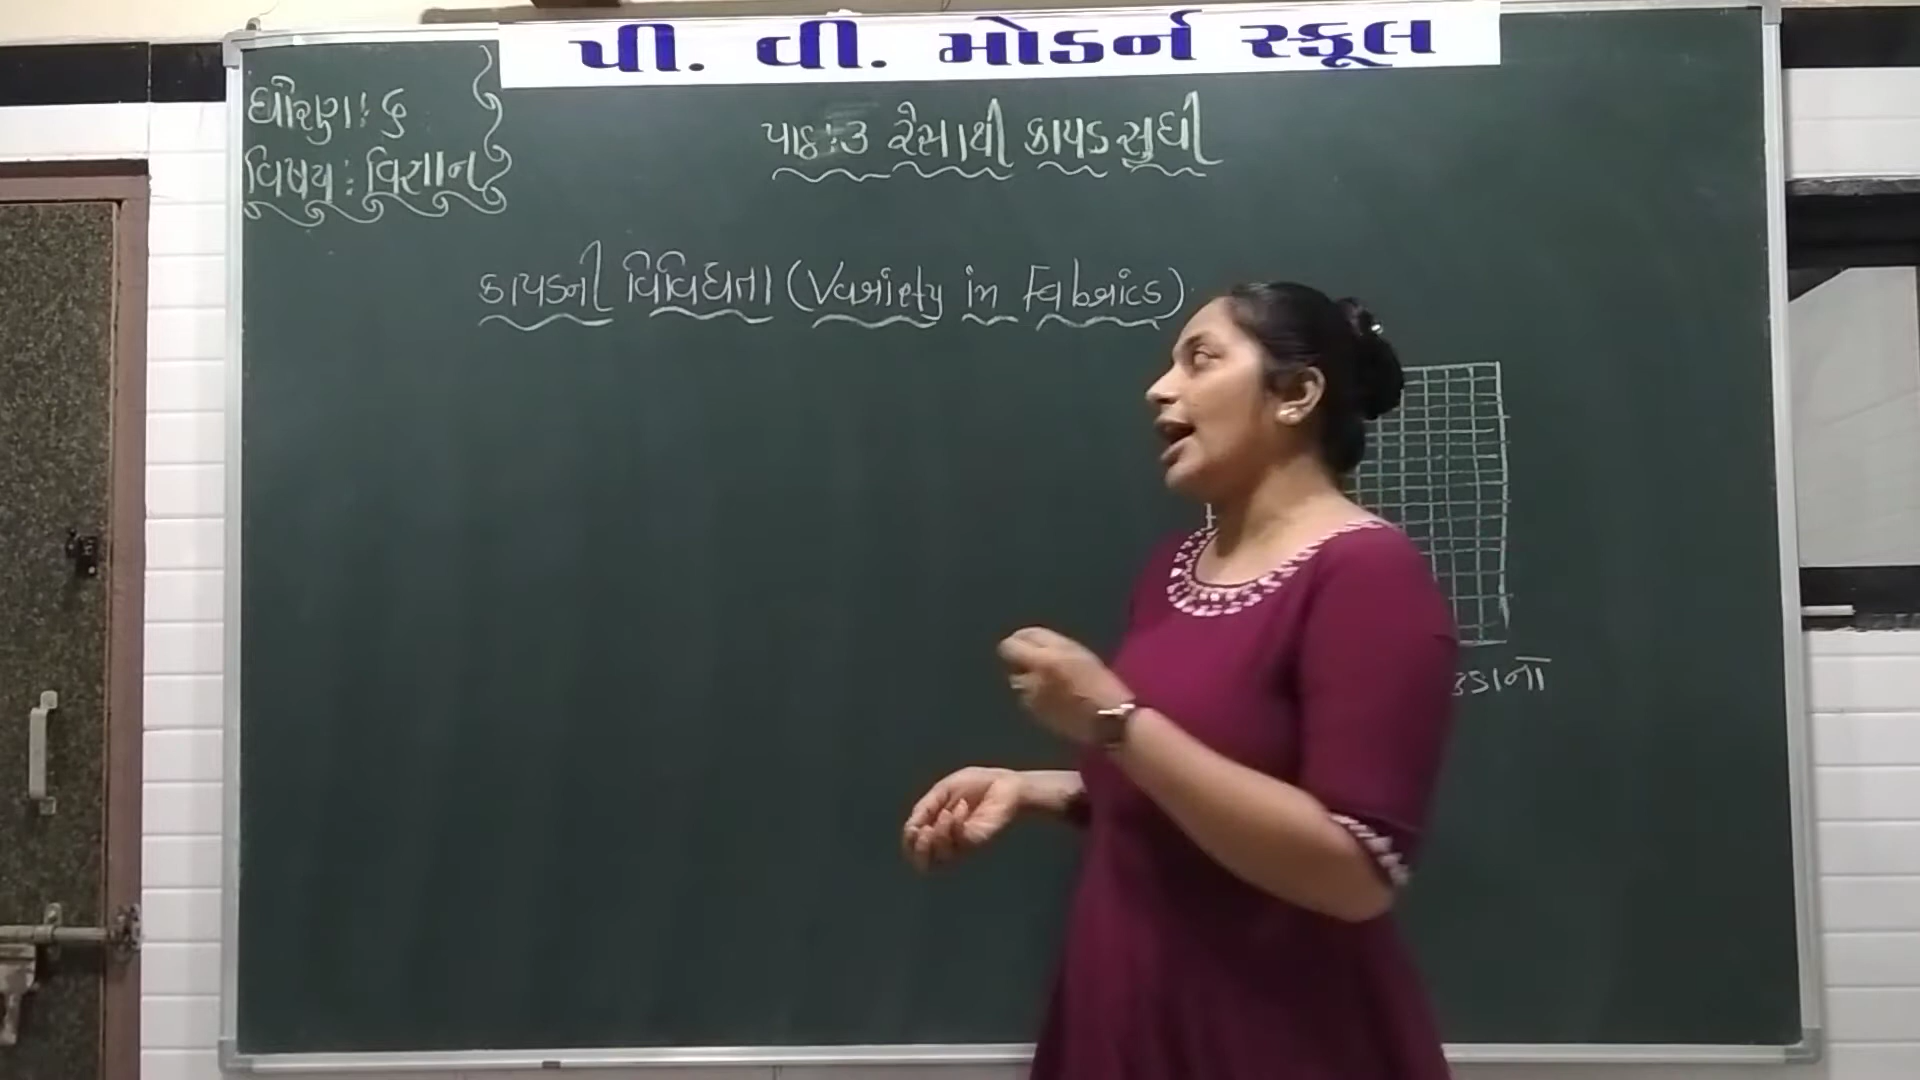 પી. વી. મોડર્ન સ્કૂલ
ધોરણ : ૬
વિષય : વિજ્ઞાન
પાઠ : ૩ રેસાથી કાપડ સુધી
કાપડની વિવિધતા (Variety in Fabrics)